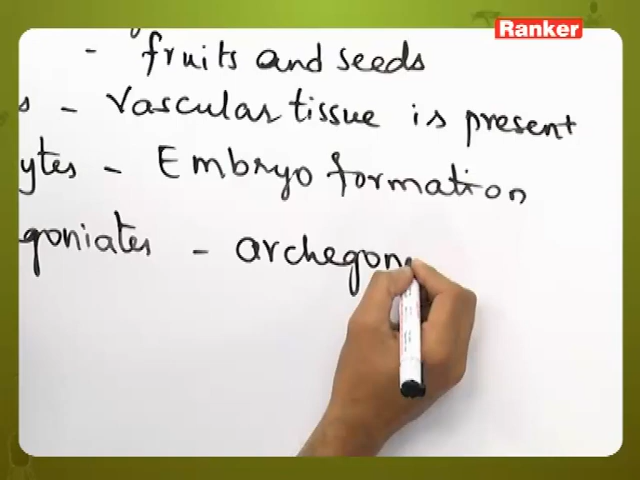 Ranker
- fruits and seeds
s - Vascular tissue is present
ytes - Embryo formation
goniates - archegon